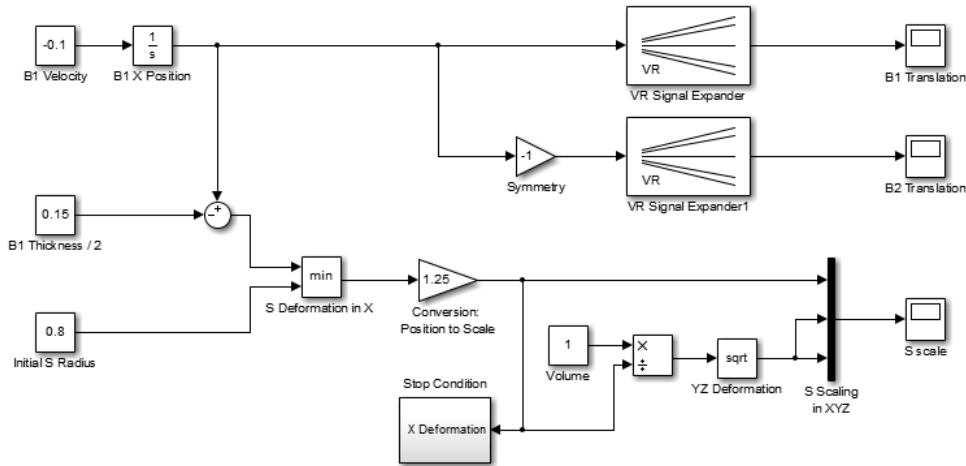 -0.1
B1 Velocity
1
s
B1 X Position
VR
VR Signal Expander
B1 Translation
-1
Symmetry
VR
VR Signal Expander1
B2 Translation
0.15
B1 Thickness / 2
- +
min
S Deformation in X
0.8
Initial S Radius
1.25
Conversion:
Position to Scale
1
Volume
×
÷
sqrt
YZ Deformation
S Scaling
in XYZ
S scale
Stop Condition
X Deformation